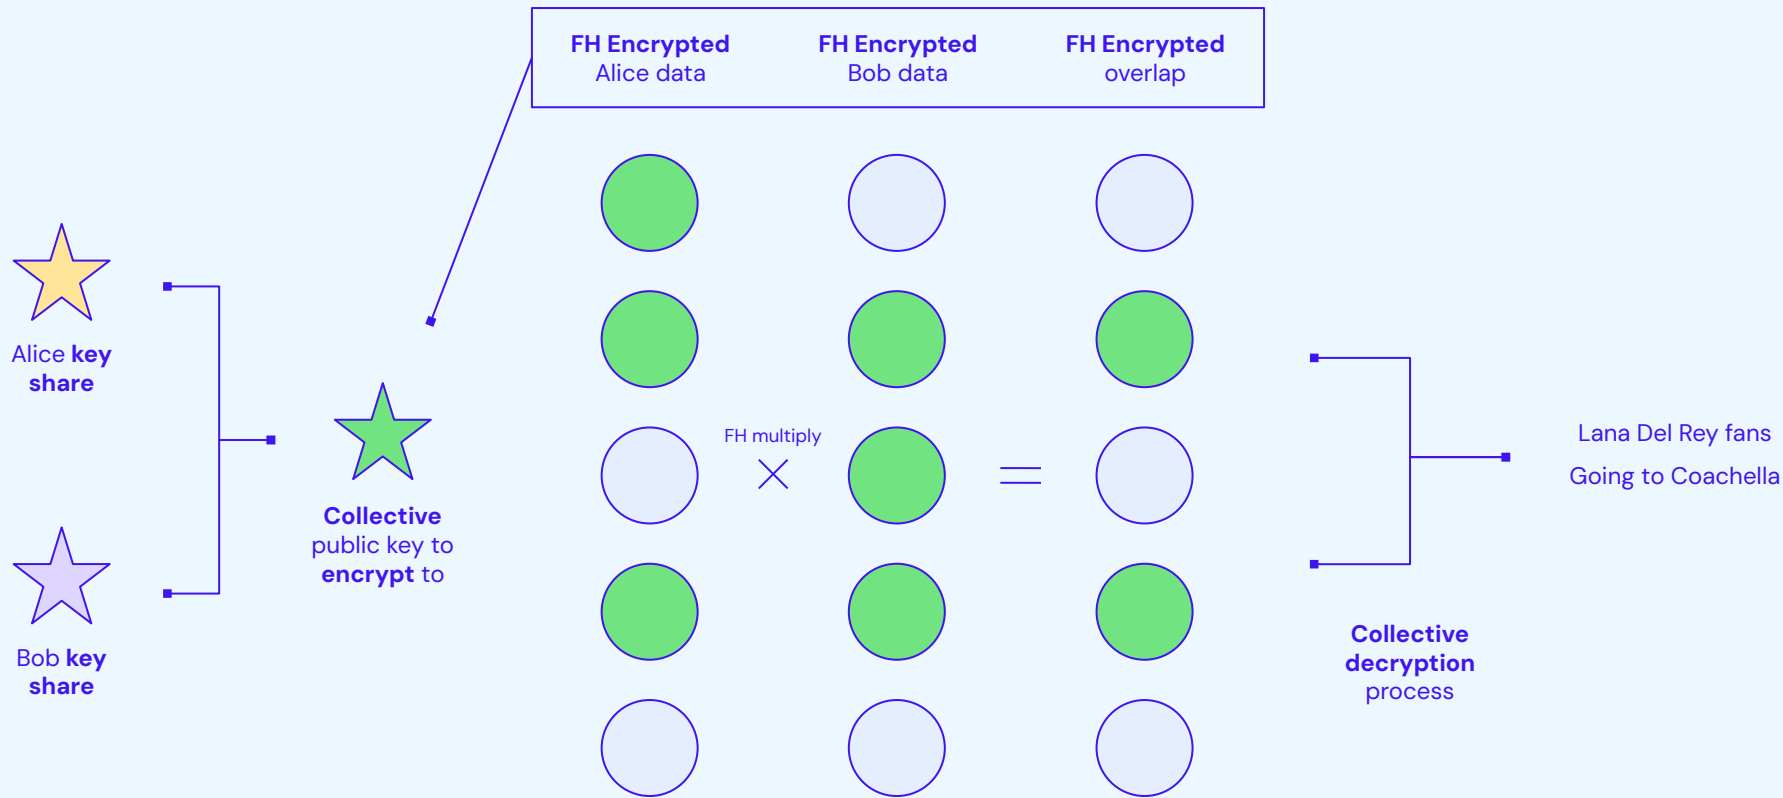 FH Encrypted
Alice data
FH Encrypted
Bob data
FH Encrypted
overlap
Alice key
share
Bob key
share
Collective
public key to
encrypt to
FH multiply
Lana Del Rey fans
Going to Coachella
Collective
decryption
process